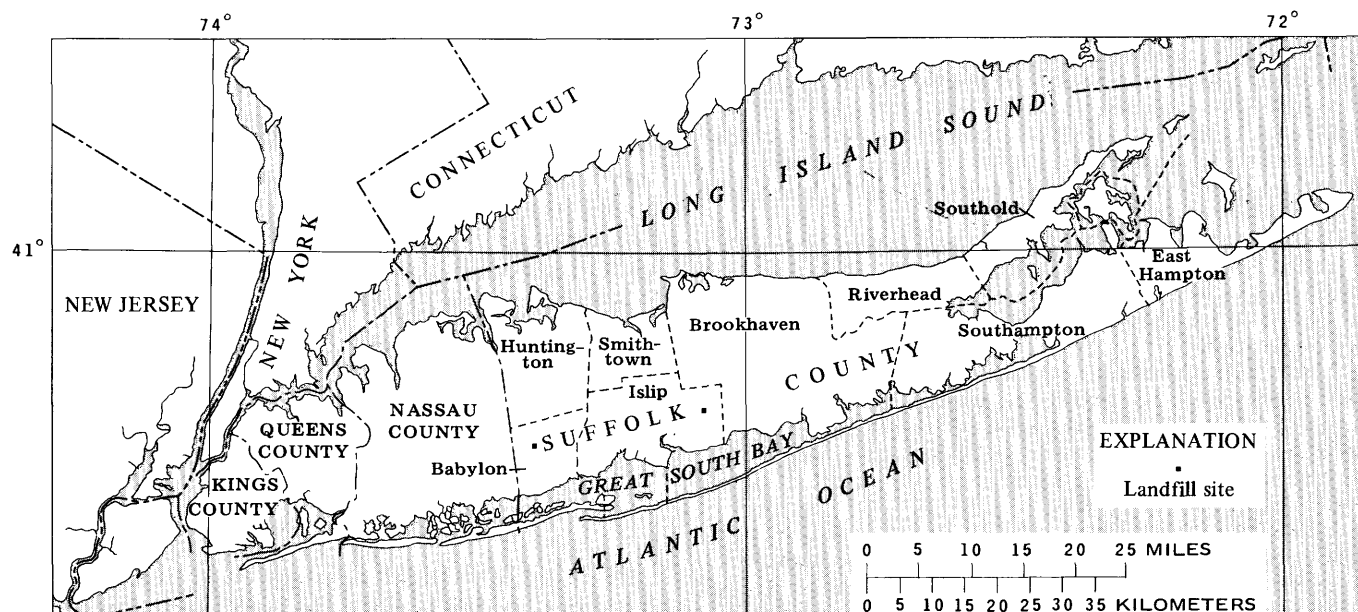 74°
73°
72°
CONNECTICUT
LONG ISLAND SOUND
Southold
41°
NEW YORK
East
Hampton
NEW JERSEY
Riverhead
Brookhaven
Southampton
Hunting-
ton
Smith-
town
COUNTY
Islip
NASSAU
COUNTY
SUFFOLK
QUEENS
COUNTY
Babylon
EXPLANATION
Landfill site
KINGS
COUNTY
GREAT SOUTH BAY
ATLANTIC OCEAN
0 5 10 15 20 25 MILES
0 5 10 15 20 25 30 35 KILOMETERS